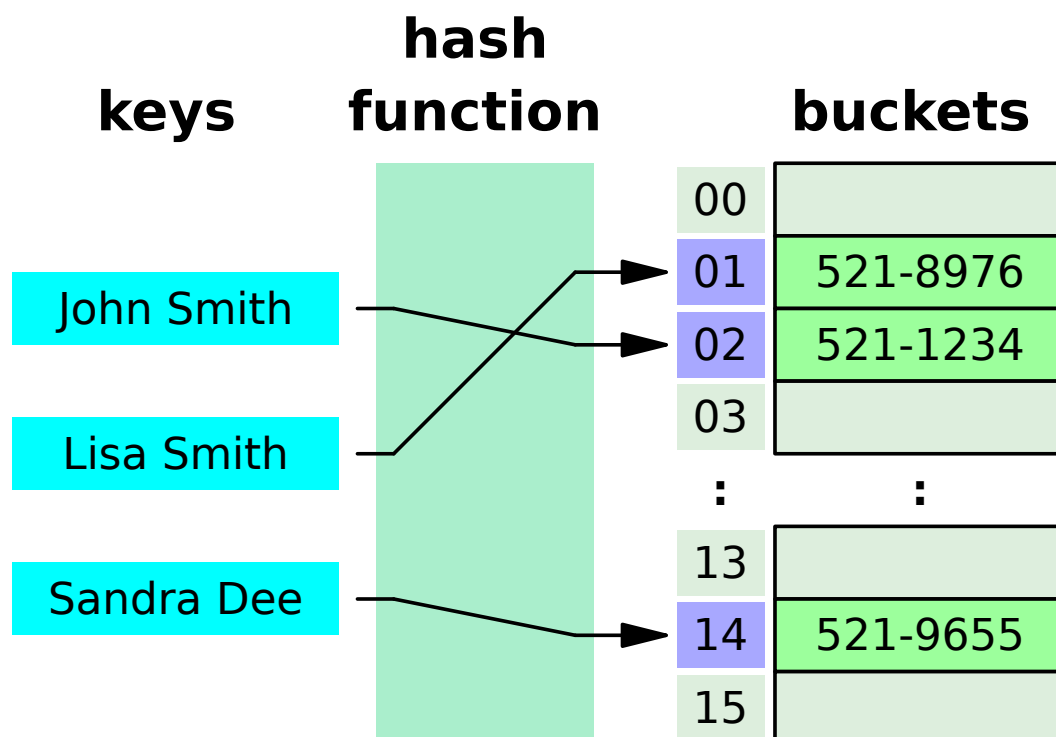 keys
hash
function
buckets
John Smith
Lisa Smith
Sandra Dee
00
01 521-8976
02 521-1234
03
: :
13
14 521-9655
15